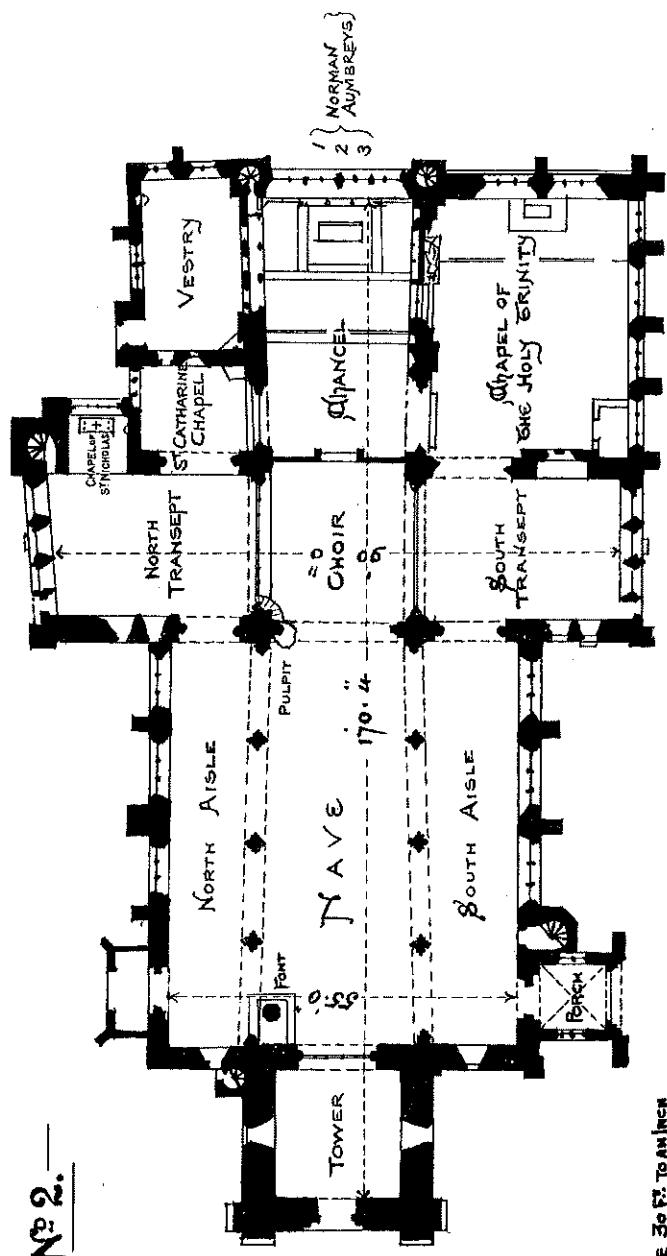 Nº 2.
CHAPEL OF
ST NICHOLAS
NORTH
TRANSEPT
ST CATHARINE
CHAPEL
VESTRY
NORTH AISLE
FONT
PULPIT
TOWER
NAVE
CHOIR
CHANCEL
1
2
3
NORMAN
AUMBREYS
55.0
170.4"
90.0"
SOUTH AISLE
SOUTH
TRANSEPT
CHAPEL OF
THE HOLY TRINITY
PORCH
E 30 FT. TO AN INCH